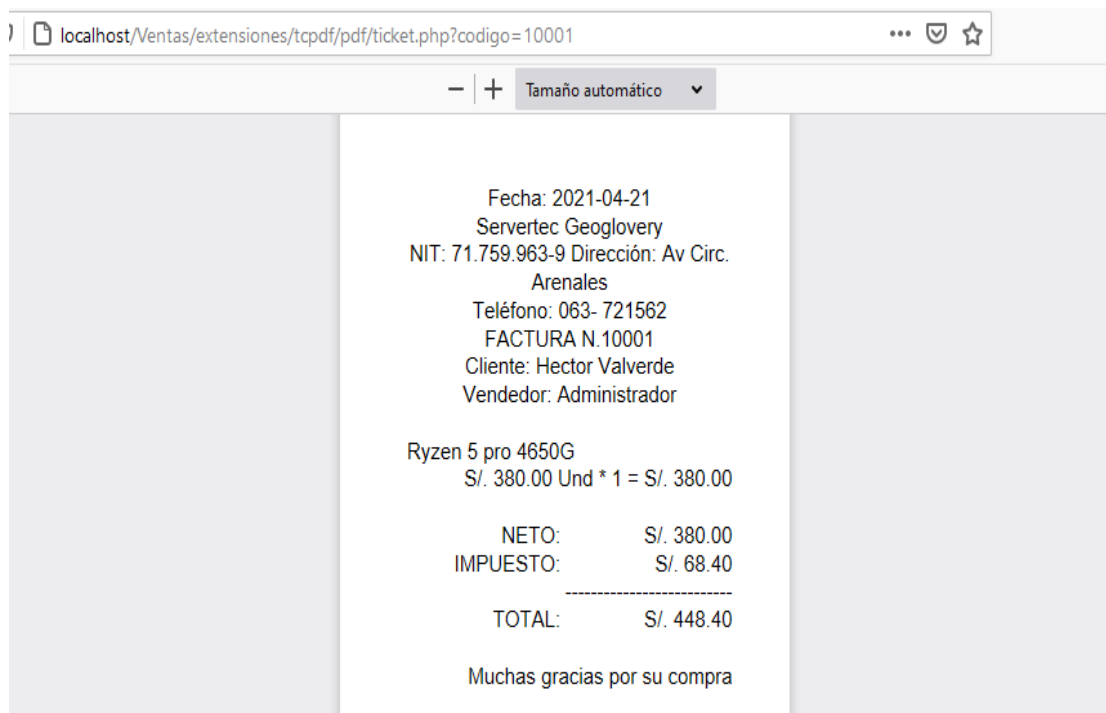 localhost/Ventas/extensiones/tcpdf/pdf/ticket.php?codigo=10001
Tamaño automático
Fecha: 2021-04-21
Servertec Geoglovery
NIT: 71.759.963-9 Dirección: Av Circ.
Arenales
Teléfono: 063- 721562
FACTURA N.10001
Cliente: Hector Valverde
Vendedor: Administrador
Ryzen 5 pro 4650G
S/. 380.00 Und * 1 = S/. 380.00
NETO: S/. 380.00
IMPUESTO: S/. 68.40
--------------------------
TOTAL: S/. 448.40
Muchas gracias por su compra